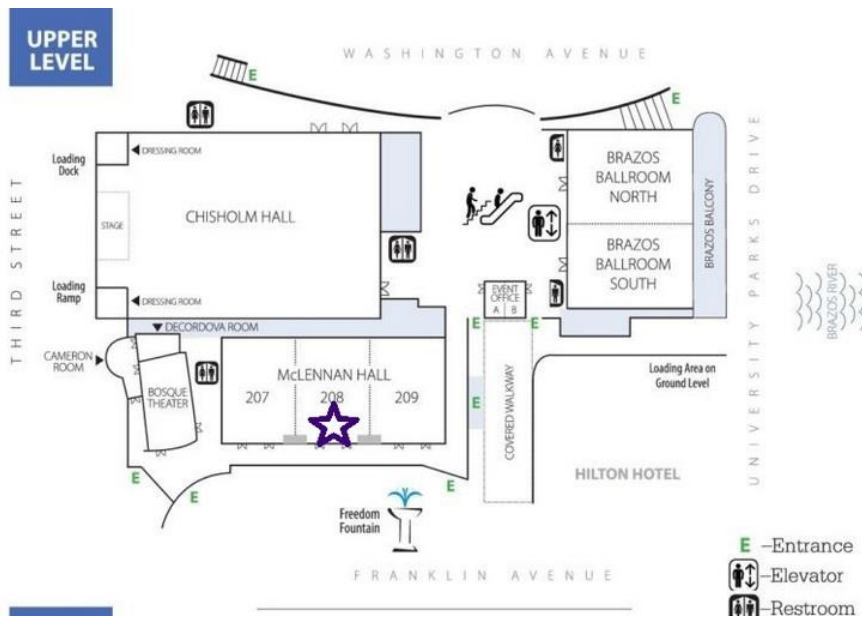 UPPER
LEVEL
WASHINGTON AVENUE
E
E
THIRD STREET
Loading
Dock
DRESSING ROOM
STAGE
CHISHOLM HALL
Loading
Ramp
DRESSING ROOM
BRAZOS
BALLROOM
NORTH
BRAZOS
BALLROOM
SOUTH
BRAZOS BALCONY
UNIVERSITY PARKS DRIVE
BRAZOS RIVER
EVENT
OFFICE
A B
E
E
E
COVERED WALKWAY
DECORDOVA ROOM
CAMERON
ROOM
BOSQUE
THEATER
McLENNAN HALL
207
208
209
Loading Area on
Ground Level
HILTON HOTEL
E
E
E
Freedom
Fountain
FRANKLIN AVENUE
E –Entrance
–Elevator
–Restroom